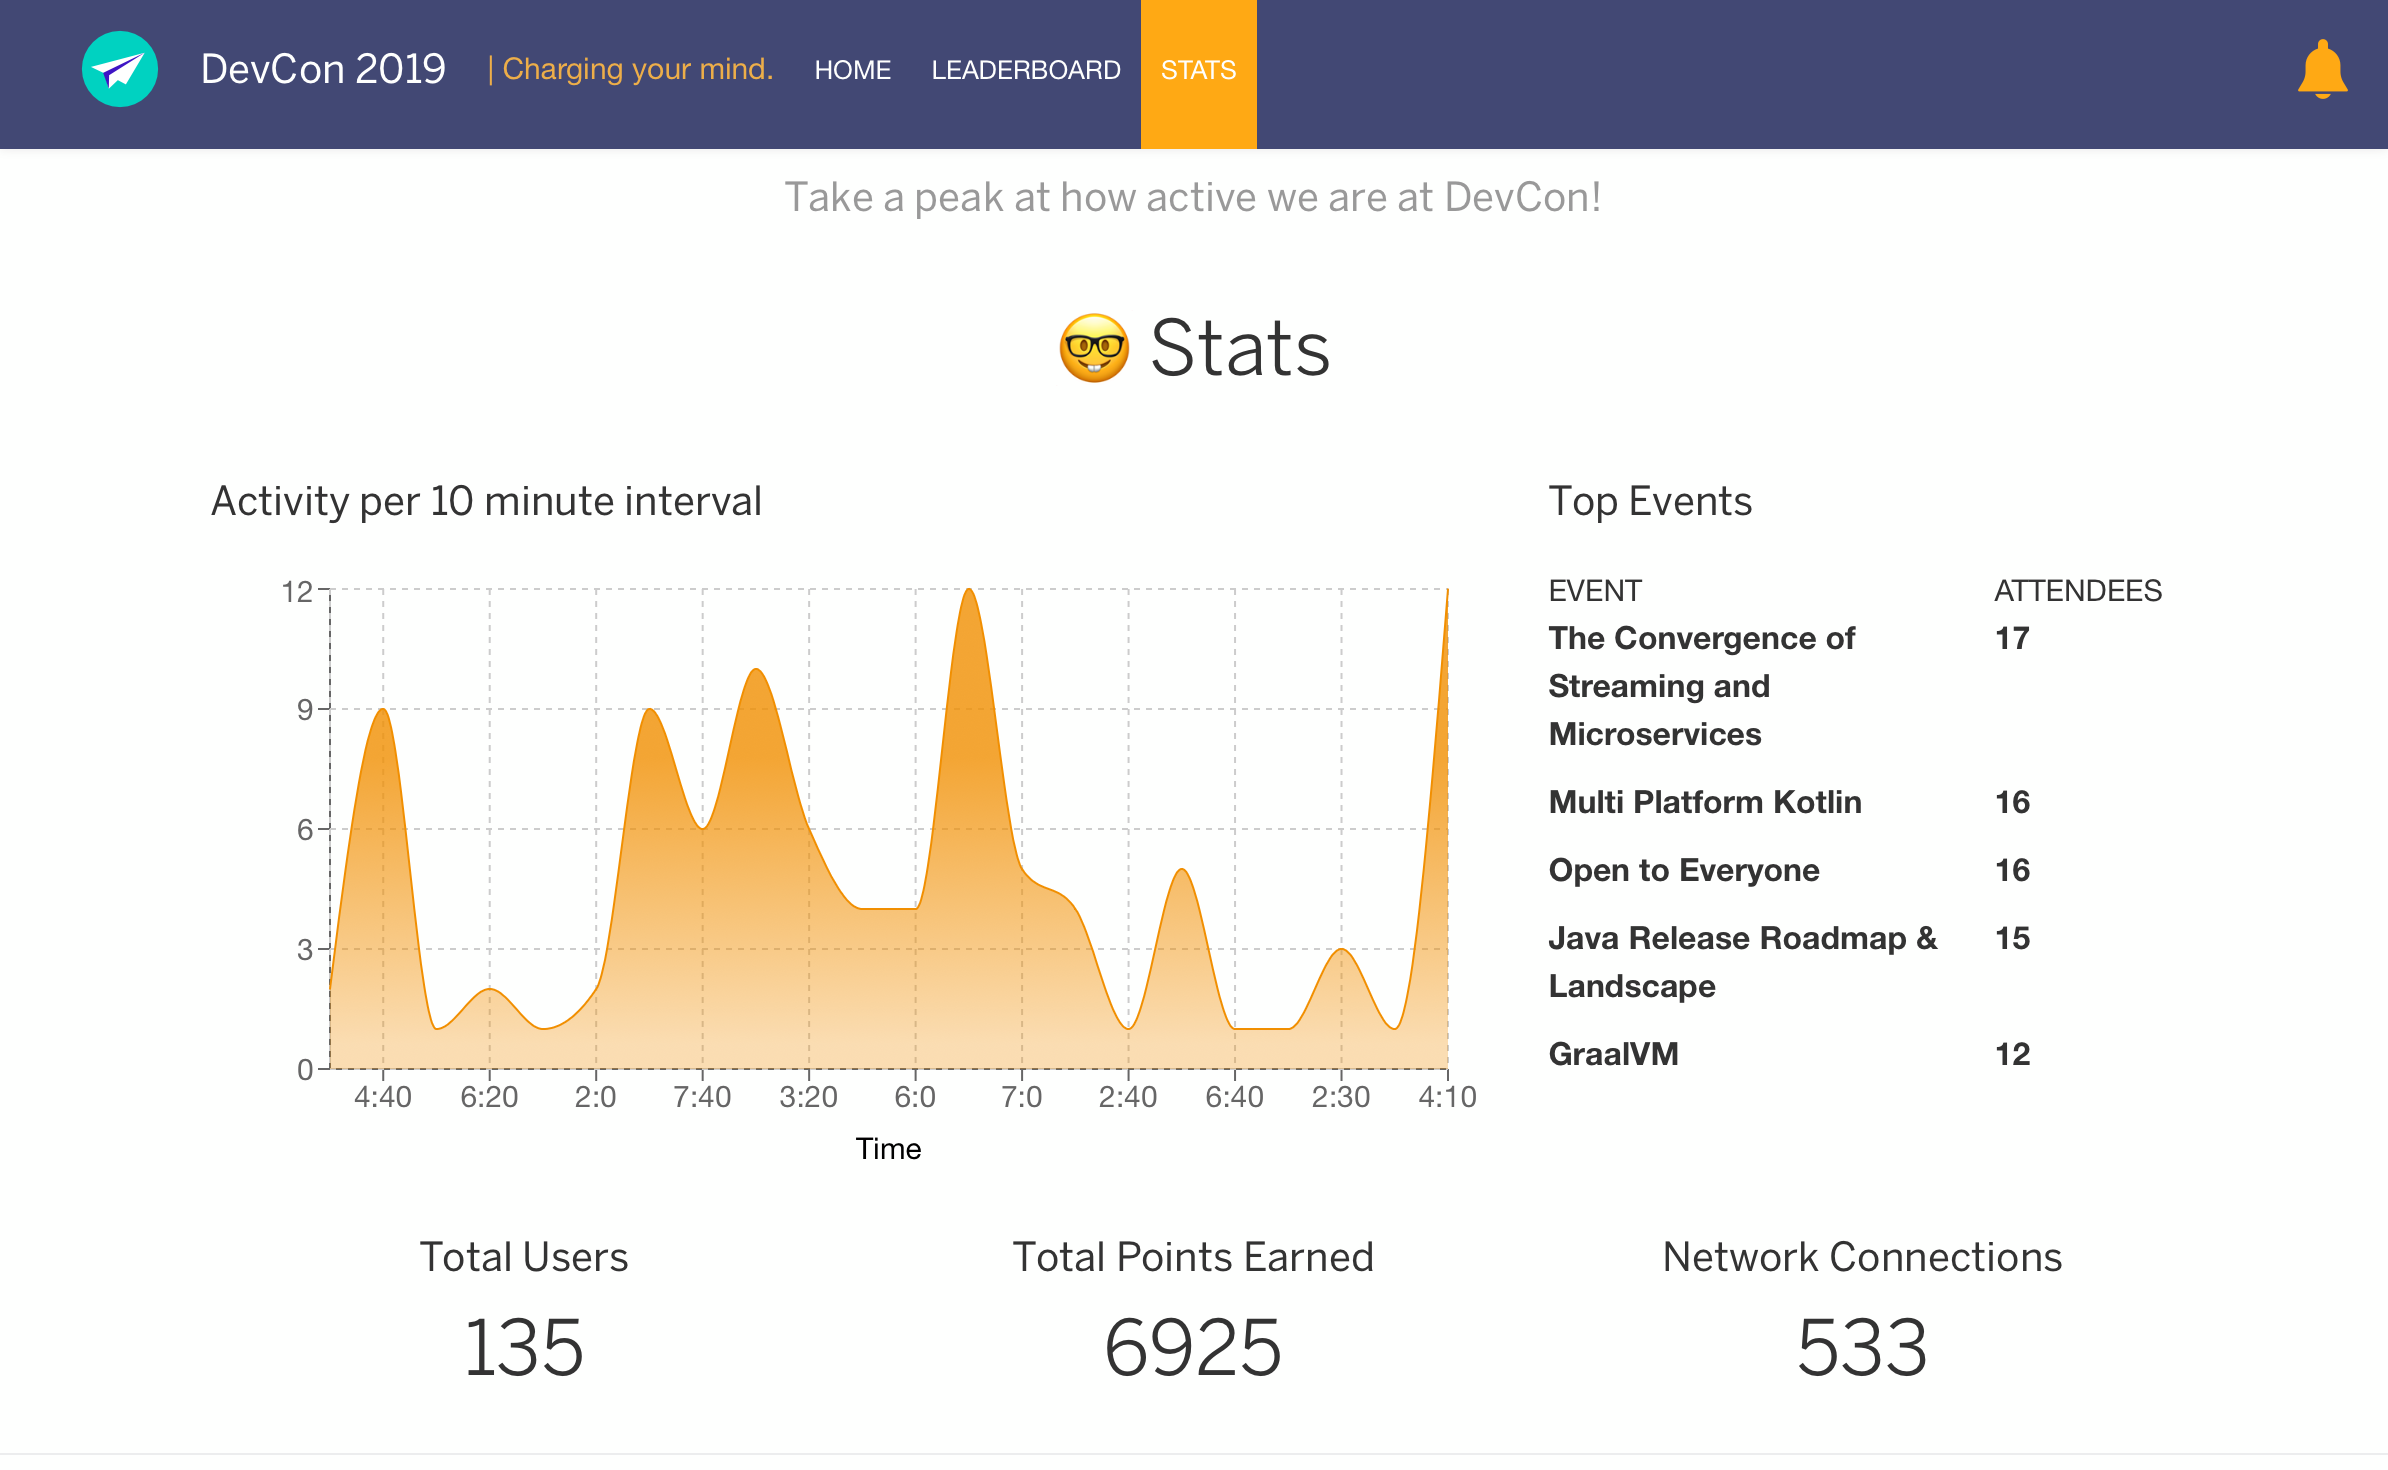 DevCon 2019 | Charging your mind. HOME LEADERBOARD STATS
Take a peak at how active we are at DevCon!
🤓 Stats
Activity per 10 minute interval
12
9
6
3
0
4:40 6:20 2:0 7:40 3:20 6:0 7:0 2:40 6:40 2:30 4:10
Time
Top Events
EVENT ATTENDEES
The Convergence of 17
Streaming and
Microservices
Multi Platform Kotlin 16
Open to Everyone 16
Java Release Roadmap & 15
Landscape
GraalVM 12
Total Users
135
Total Points Earned
6925
Network Connections
533